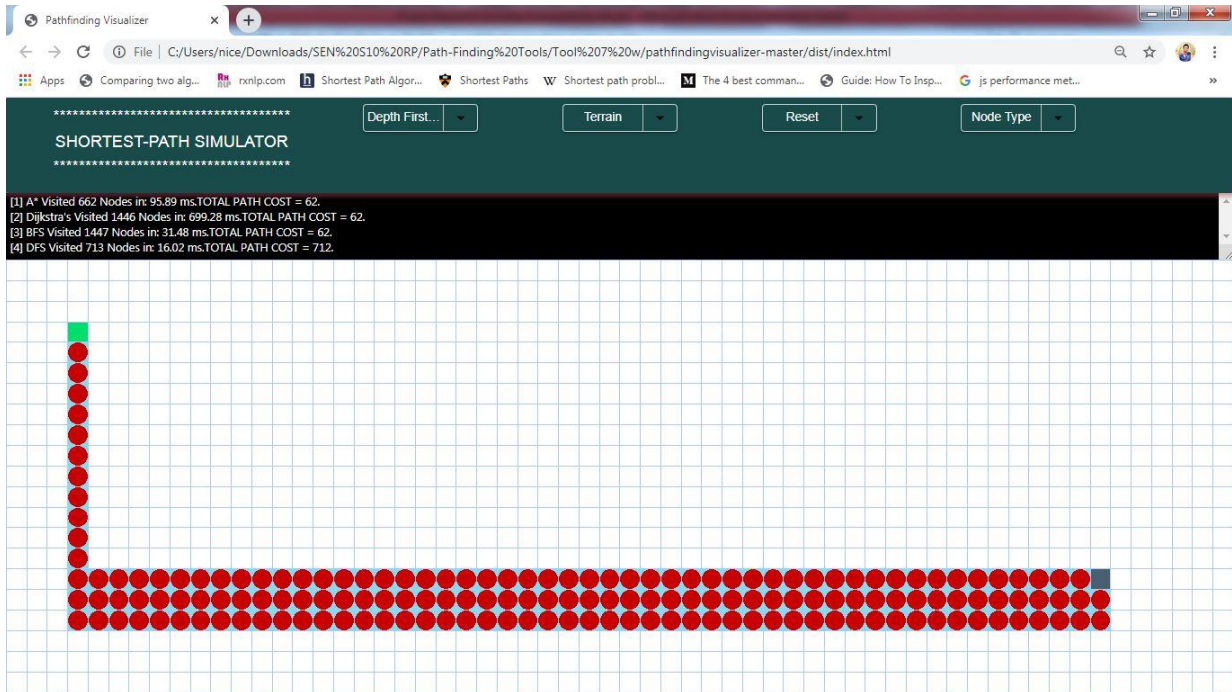 Pathfinding Visualizer
File | C:/Users/nice/Downloads/SEN%20S10%20RP/Path-Finding%20Tools/Tool%207%20w/pathfindingvisualizer-master/dist/index.html
Apps Comparing two alg... RXNLP rxnlp.com h Shortest Path Algor... Shortest Paths W Shortest path probl... M The 4 best comman... Guide: How To Insp... G js performance met... »
***************************************
SHORTEST-PATH SIMULATOR
***************************************
Depth First... Terrain Reset Node Type
[1] A* Visited 662 Nodes in: 95.89 ms.TOTAL PATH COST = 62.
[2] Dijkstra's Visited 1446 Nodes in: 699.28 ms.TOTAL PATH COST = 62.
[3] BFS Visited 1447 Nodes in: 31.48 ms.TOTAL PATH COST = 62.
[4] DFS Visited 713 Nodes in: 16.02 ms.TOTAL PATH COST = 712.